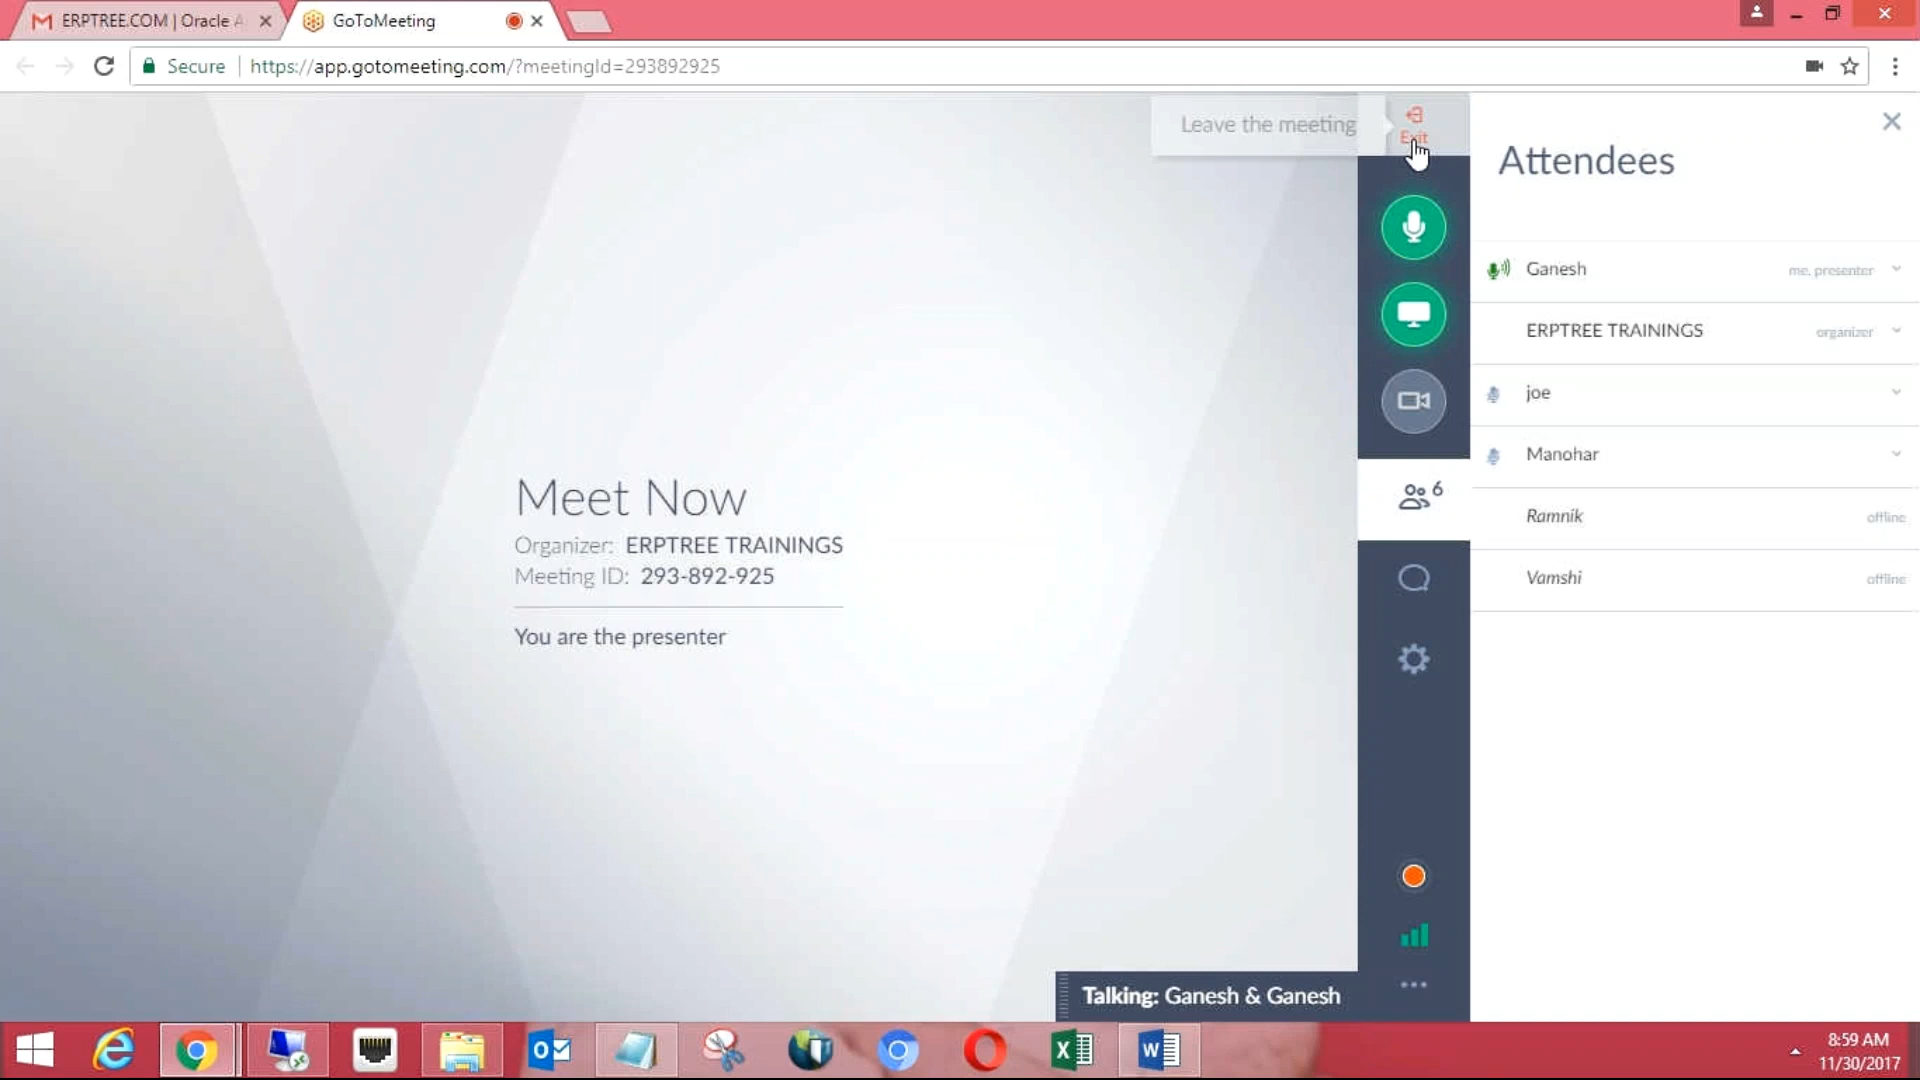 ERPTREE.COM | Oracle A
GoToMeeting
Secure
https://app.gotomeeting.com/?meetingId=293892925
Leave the meeting
Exit
Attendees
Ganesh
me, presenter
ERPTREE TRAININGS
organizer
joe
Manohar
6
Ramnik
offline
Vamshi
offline
Meet Now
Organizer: ERPTREE TRAININGS
Meeting ID: 293-892-925
You are the presenter
Talking: Ganesh & Ganesh
8:59 AM
11/30/2017